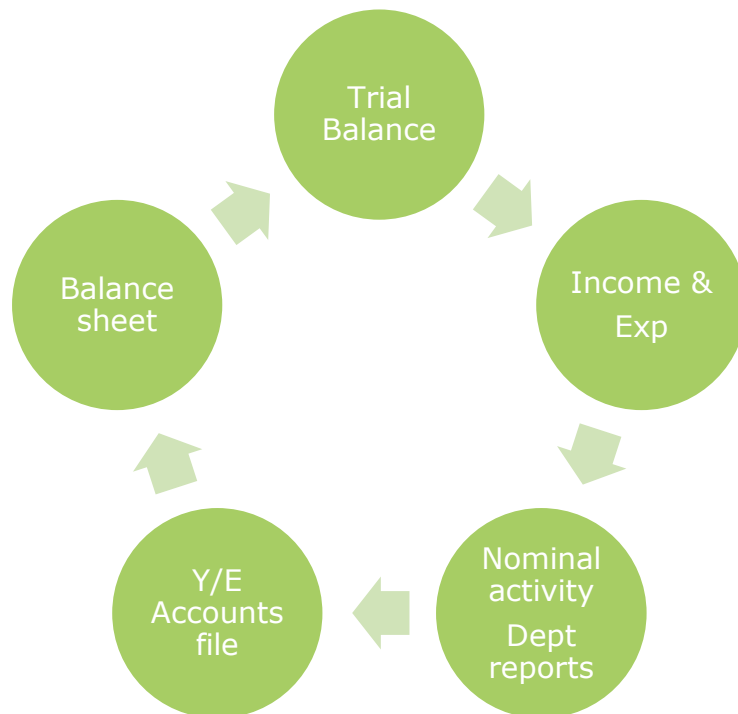 Trial
Balance
Income &
Exp
Nominal
activity
Dept
reports
Y/E
Accounts
file
Balance
sheet